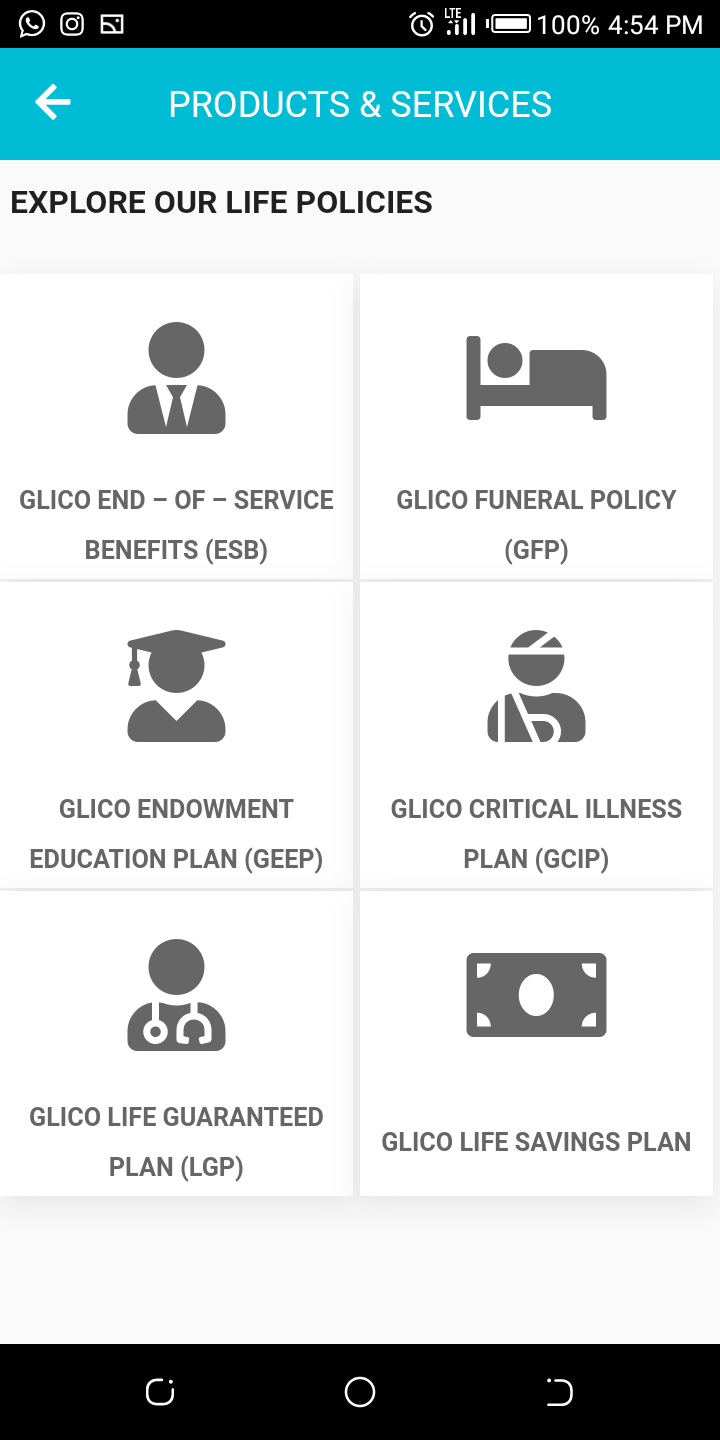 LTE
100% 4:54 PM
PRODUCTS & SERVICES
EXPLORE OUR LIFE POLICIES
GLICO END – OF – SERVICE
BENEFITS (ESB)
GLICO FUNERAL POLICY
(GFP)
GLICO ENDOWMENT
EDUCATION PLAN (GEEP)
GLICO CRITICAL ILLNESS
PLAN (GCIP)
GLICO LIFE GUARANTEED
PLAN (LGP)
GLICO LIFE SAVINGS PLAN